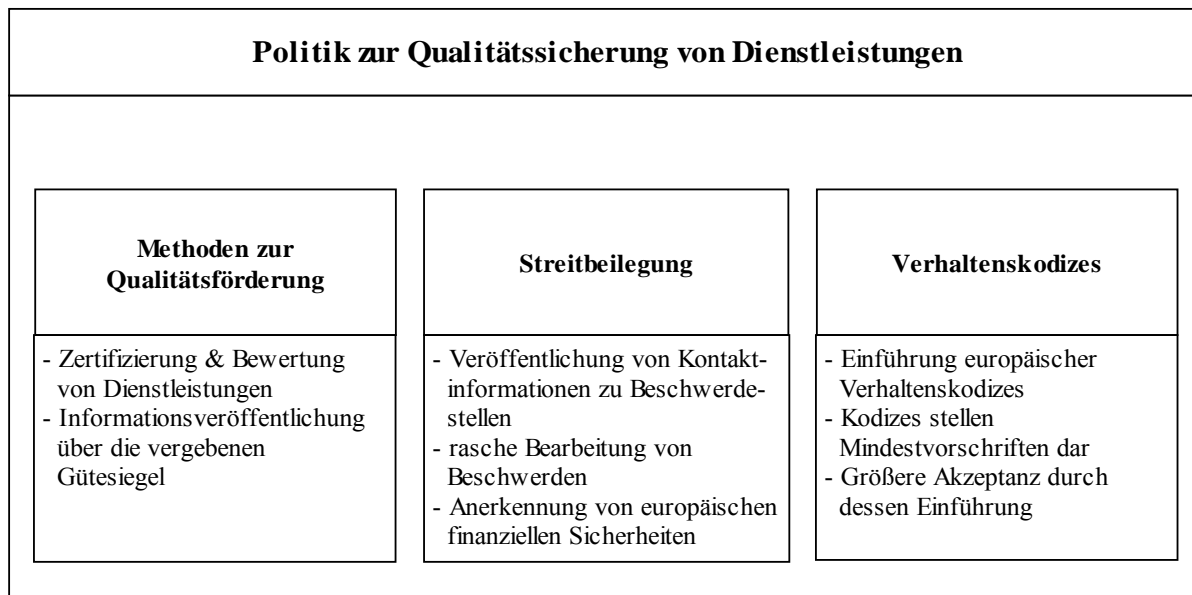 Politik zur Qualitätssicherung von Dienstleistungen
Methoden zur
Qualitätsförderung
- Zertifizierung & Bewertung
von Dienstleistungen
- Informationsveröffentlichung
über die vergebenen
Gütesiegel
Streitbeilegung
- Veröffentlichung von Kontakt-
informationen zu Beschwerde-
stellen
- rasche Bearbeitung von
Beschwerden
- Anerkennung von europäischen
finanziellen Sicherheiten
Verhaltenskodizes
- Einführung europäischer
Verhaltenskodizes
- Kodizes stellen
Mindestvorschriften dar
- Größere Akzeptanz durch
dessen Einführung